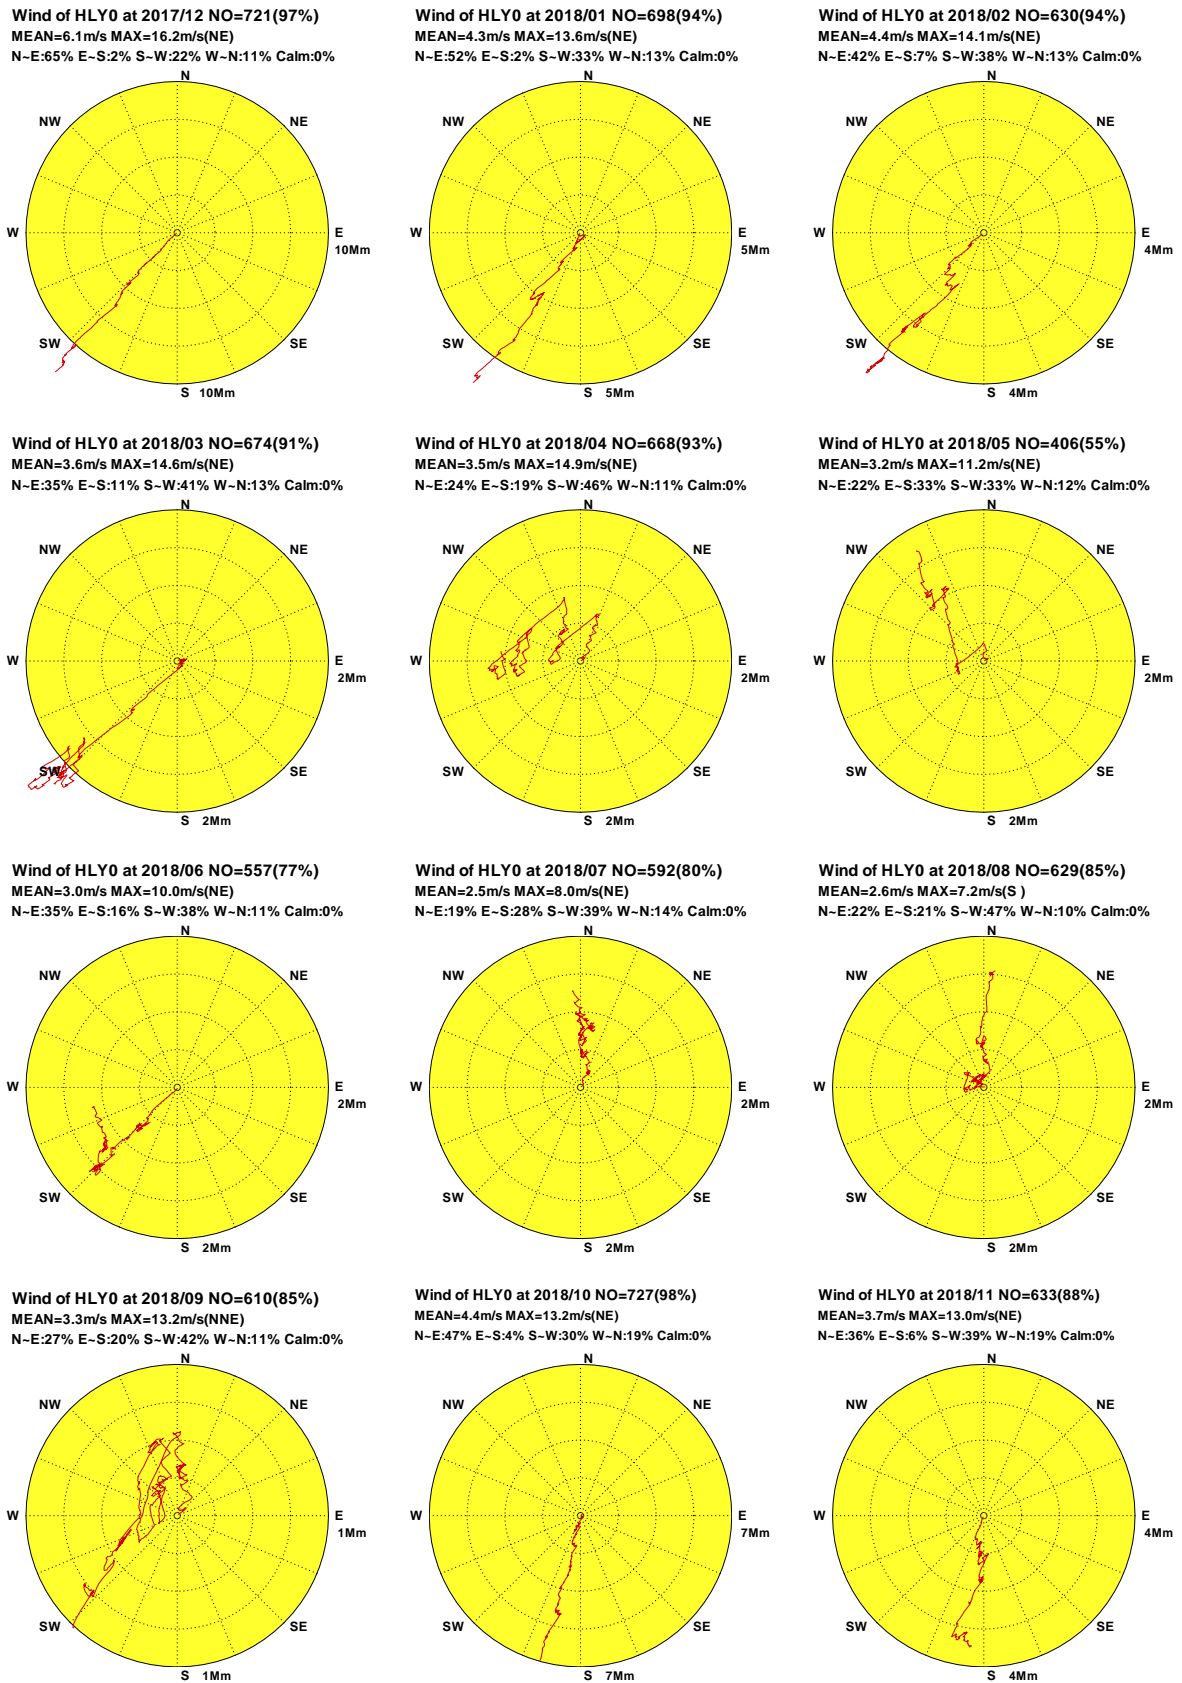 Wind of HLY0 at 2017/12 NO=721(97%)
MEAN=6.1m/s MAX=16.2m/s(NE)
N~E:65% E~S:2% S~W:22% W~N:11% Calm:0%
N
NW
NE
W
E
10Mm
SW
SE
S 10Mm
Wind of HLY0 at 2018/01 NO=698(94%)
MEAN=4.3m/s MAX=13.6m/s(NE)
N~E:52% E~S:2% S~W:33% W~N:13% Calm:0%
N
NW
NE
W
E
5Mm
SW
SE
S 5Mm
Wind of HLY0 at 2018/02 NO=630(94%)
MEAN=4.4m/s MAX=14.1m/s(NE)
N~E:42% E~S:7% S~W:38% W~N:13% Calm:0%
N
NW
NE
W
E
4Mm
SW
SE
S 4Mm
Wind of HLY0 at 2018/03 NO=674(91%)
MEAN=3.6m/s MAX=14.6m/s(NE)
N~E:35% E~S:11% S~W:41% W~N:13% Calm:0%
N
NW
NE
W
E
2Mm
SW
SE
S 2Mm
Wind of HLY0 at 2018/04 NO=668(93%)
MEAN=3.5m/s MAX=14.9m/s(NE)
N~E:24% E~S:19% S~W:46% W~N:11% Calm:0%
N
NW
NE
W
E
2Mm
SW
SE
S 2Mm
Wind of HLY0 at 2018/05 NO=406(55%)
MEAN=3.2m/s MAX=11.2m/s(NE)
N~E:22% E~S:33% S~W:33% W~N:12% Calm:0%
N
NW
NE
W
E
2Mm
SW
SE
S 2Mm
Wind of HLY0 at 2018/06 NO=557(77%)
MEAN=3.0m/s MAX=10.0m/s(NE)
N~E:35% E~S:16% S~W:38% W~N:11% Calm:0%
N
NW
NE
W
E
2Mm
SW
SE
S 2Mm
Wind of HLY0 at 2018/07 NO=592(80%)
MEAN=2.5m/s MAX=8.0m/s(NE)
N~E:19% E~S:28% S~W:39% W~N:14% Calm:0%
N
NW
NE
W
E
2Mm
SW
SE
S 2Mm
Wind of HLY0 at 2018/08 NO=629(85%)
MEAN=2.6m/s MAX=7.2m/s(S )
N~E:22% E~S:21% S~W:47% W~N:10% Calm:0%
N
NW
NE
W
E
2Mm
SW
SE
S 2Mm
Wind of HLY0 at 2018/09 NO=610(85%)
MEAN=3.3m/s MAX=13.2m/s(NNE)
N~E:27% E~S:20% S~W:42% W~N:11% Calm:0%
N
NW
NE
W
E
1Mm
SW
SE
S 1Mm
Wind of HLY0 at 2018/10 NO=727(98%)
MEAN=4.4m/s MAX=13.2m/s(NE)
N~E:47% E~S:4% S~W:30% W~N:19% Calm:0%
N
NW
NE
W
E
7Mm
SW
SE
S 7Mm
Wind of HLY0 at 2018/11 NO=633(88%)
MEAN=3.7m/s MAX=13.0m/s(NE)
N~E:36% E~S:6% S~W:39% W~N:19% Calm:0%
N
NW
NE
W
E
4Mm
SW
SE
S 4Mm